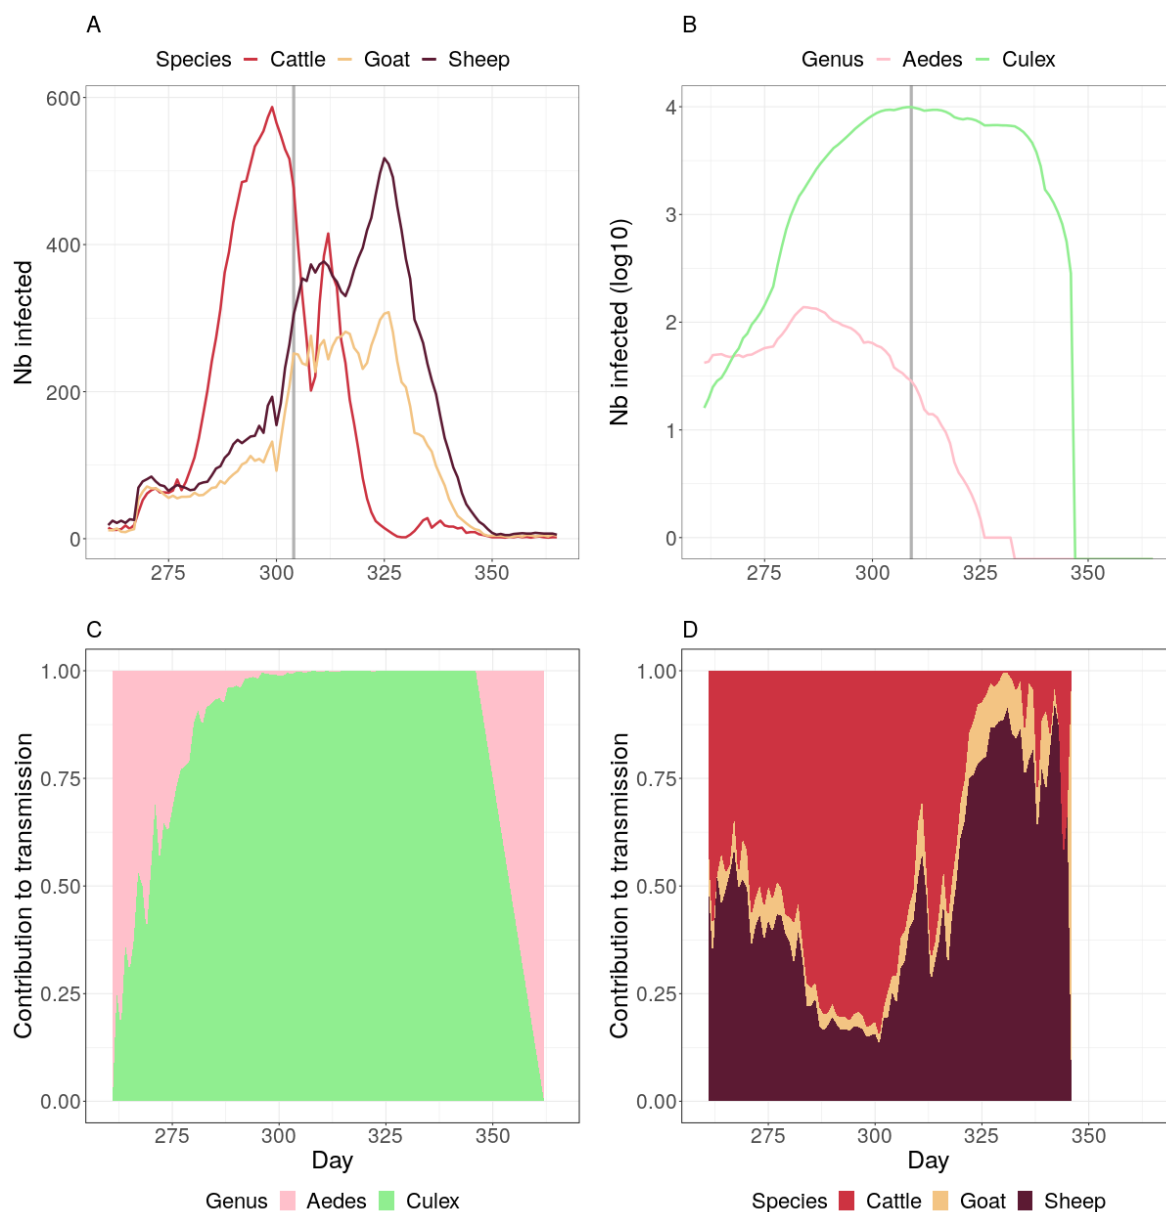 A
Species Cattle Goat Sheep
Nb infected
600
400
200
0
275 300 325 350
B
Genus Aedes Culex
Nb infected (log10)
4
3
2
1
0
275 300 325 350
C
Contribution to transmission
1.00
0.75
0.50
0.25
0.00
275 300 325 350
Day
Genus Aedes Culex
D
Contribution to transmission
1.00
0.75
0.50
0.25
0.00
275 300 325 350
Day
Species Cattle Goat Sheep